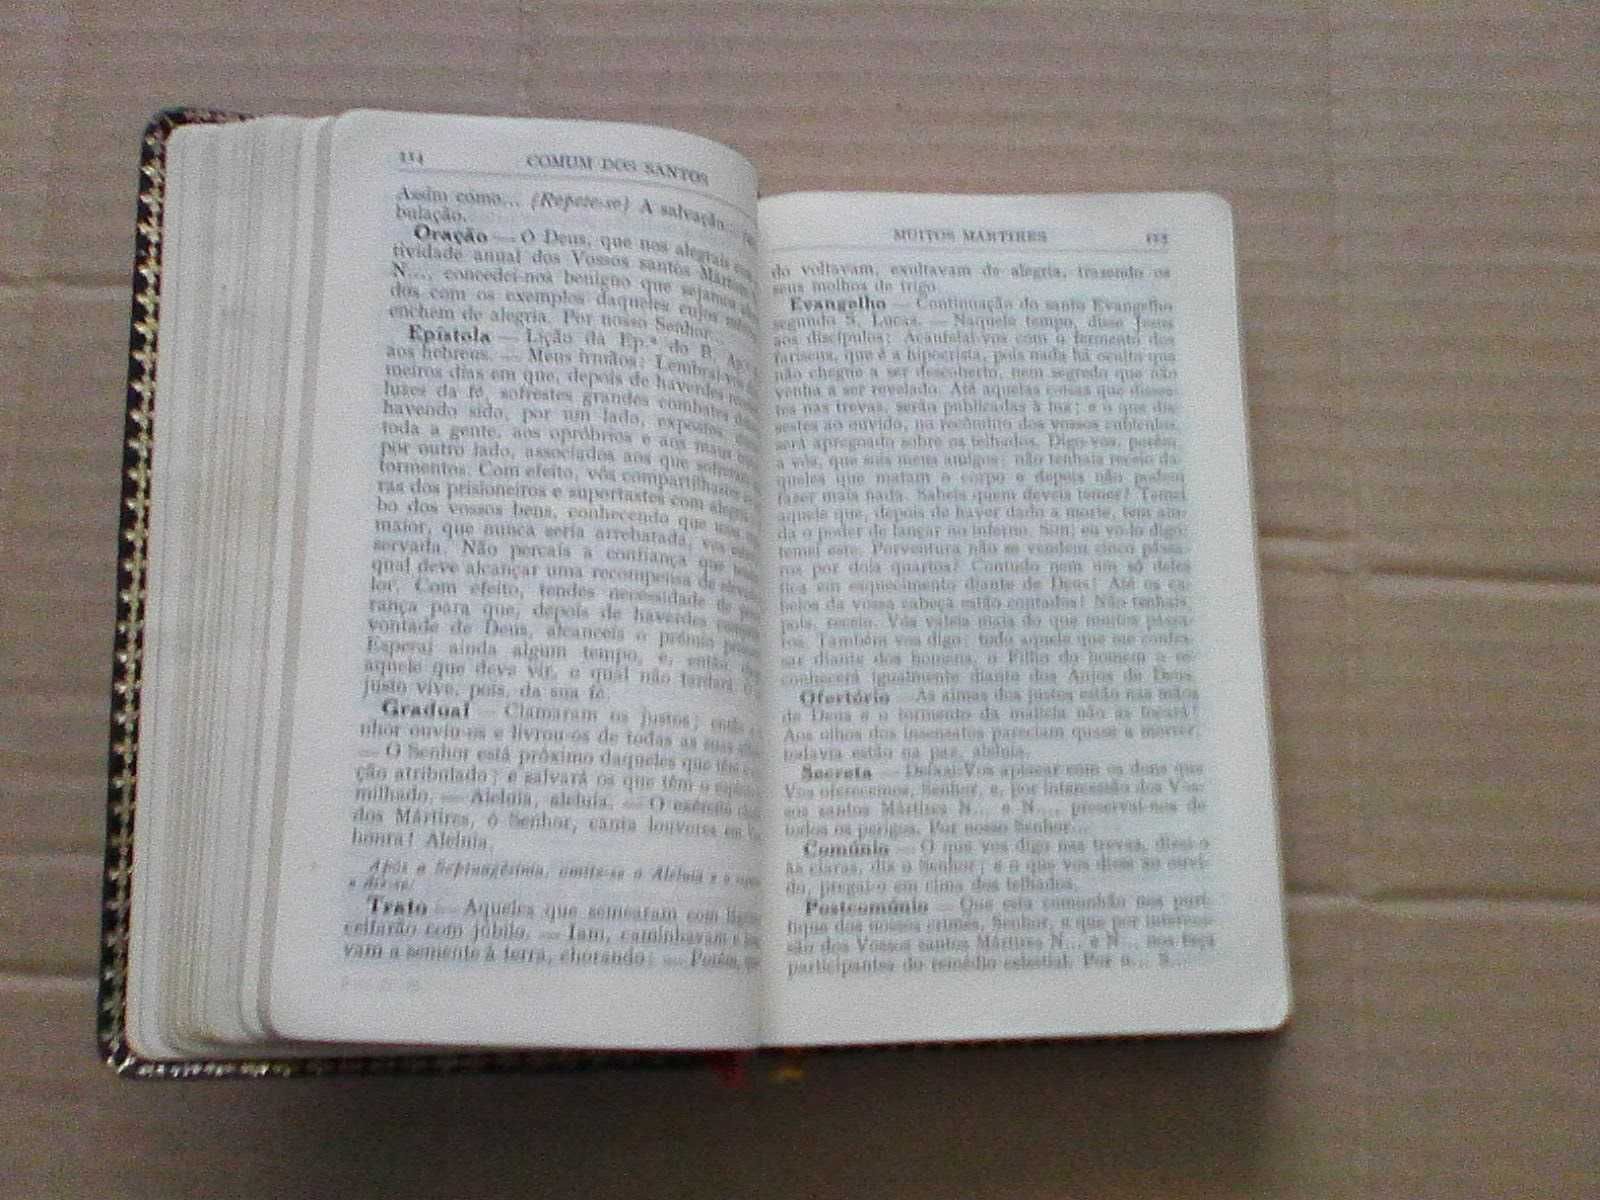 114 COMUM DOS SANTOS
Assim como... (Repete-se) A salvação...
bulação.
Oração — Ó Deus, que nos alegrais
tividade anual dos Vossos santos Mártires
N..., concedei-nos benigno que sejamos
dos com os exemplos daqueles cujos
enchem de alegria. Por nosso Senhor...
Epístola — Lição da Ep.ª do B. Ap.
aos hebreus. — Meus irmãos: Lembrai-vos
meiros dias em que, depois de haverdes
luzes da fé, sofrestes grandes combates
havendo sido, por um lado, expostos,
toda a gente, aos opróbrios e aos maus
por outro lado, associados aos que sofreram
tormentos. Com efeito, vós compartilhastes
ras dos prisioneiros e suportastes com alegria
bo dos vossos bens, conhecendo que
maior, que nunca seria arrebatada, vos
servada. Não percais a confiança que
qual deve alcançar uma recompensa de
lor. Com efeito, tendes necessidade de
rança para que, depois de haverdes
vontade de Deus, alcanceis o prémio
Esperai ainda algum tempo, e, então,
aquele que deve vir, o qual não tardará. O
justo vive, pois, da sua fé.
Gradual — Clamaram os justos; então
nhor ouviu-os e livrou-os de todas as suas
— O Senhor está próximo daqueles que têm
ção atribulado; e salvará os que têm o espírito
milhado. — Aleluia, aleluia. — O exército
dos Mártires, ó Senhor, canta louvores em
honra! Aleluia.
Após a Septuagésima, omite-se o Aleluia e o
e diz-se:
Trato — Aqueles que semearam com
ceifarão com júbilo. — Iam, caminhavam e
vam a semente à terra, chorando: — Porém,
MUITOS MÁRTIRES 115
do voltavam, exultavam de alegria, trazendo os
seus molhos de trigo.
Evangelho — Continuação do santo Evangelho
segundo S. Lucas. — Naquele tempo, disse Jesus
aos discípulos: Acautelai-vos com o fermento dos
fariseus, que é a hipocrisia, pois nada há oculto que
não chegue a ser descoberto, nem segredo que não
venha a ser revelado. Até aquelas coisas que disses-
tes nas trevas, serão publicadas à luz; e o que dis-
sestes ao ouvido, no recôndito dos vossos cubículos,
será apregoado sobre os telhados. Digo-vos, porém,
a vós, que sois meus amigos: não tenhais receio da-
queles que matam o corpo e depois não podem
fazer mais nada. Sabeis quem deveis temer? Temei
aquele que, depois de haver dado a morte, tem ain-
da o poder de lançar no inferno. Sim; eu vo-lo digo:
temei este. Porventura não se vendem cinco pássa-
ros por dois quartos? Contudo nem um só deles
fica em esquecimento diante de Deus! Até os ca-
belos da vossa cabeça estão contados! Não tenhais,
pois, receio. Vós valeis mais do que muitos pássa-
ros. Também vos digo: todo aquele que me confes-
sar diante dos homens, o Filho do homem o re-
conhecerá igualmente diante dos Anjos de Deus.
Ofertório — As almas dos justos estão nas mãos
de Deus e o tormento da malícia não as tocará!
Aos olhos dos insensatos pareciam quase a morrer,
todavia estão na paz, aleluia.
Secreta — Deixai-Vos aplacar com os dons que
Vos oferecemos, Senhor, e, por intercessão dos Vos-
sos santos Mártires N... e N..., preservai-nos de
todos os perigos. Por nosso Senhor...
Comúnio — O que vos digo nas trevas, dizei-o
às claras, diz o Senhor; e o que vos disse ao ouvi-
do, pregai-o em cima dos telhados.
Postcomúnio — Que esta comunhão nos puri-
fique dos nossos crimes, Senhor, e que por interces-
são dos Vossos santos Mártires N... e N... nos faça
participantes do remédio celestial. Por n... S...